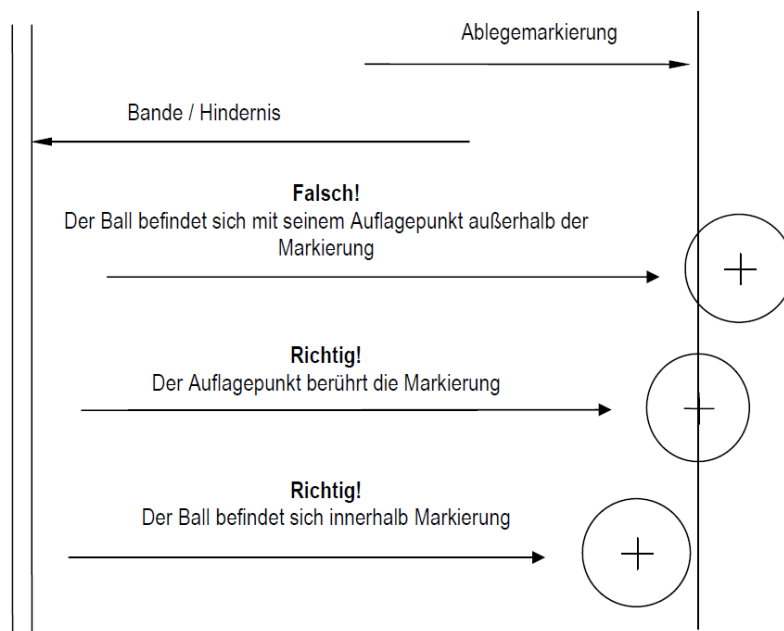 Ablegemarkierung
Bande / Hindernis
Falsch!
Der Ball befindet sich mit seinem Auflagepunkt außerhalb der
Markierung
Richtig!
Der Auflagepunkt berührt die Markierung
Richtig!
Der Ball befindet sich innerhalb Markierung